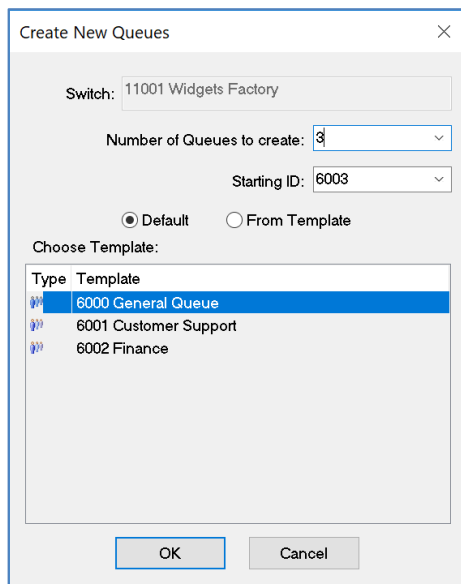 Create New Queues
Switch: 11001 Widgets Factory
Number of Queues to create: 3
Starting ID: 6003
Default From Template
Choose Template:
Type Template
6000 General Queue
6001 Customer Support
6002 Finance
OK Cancel